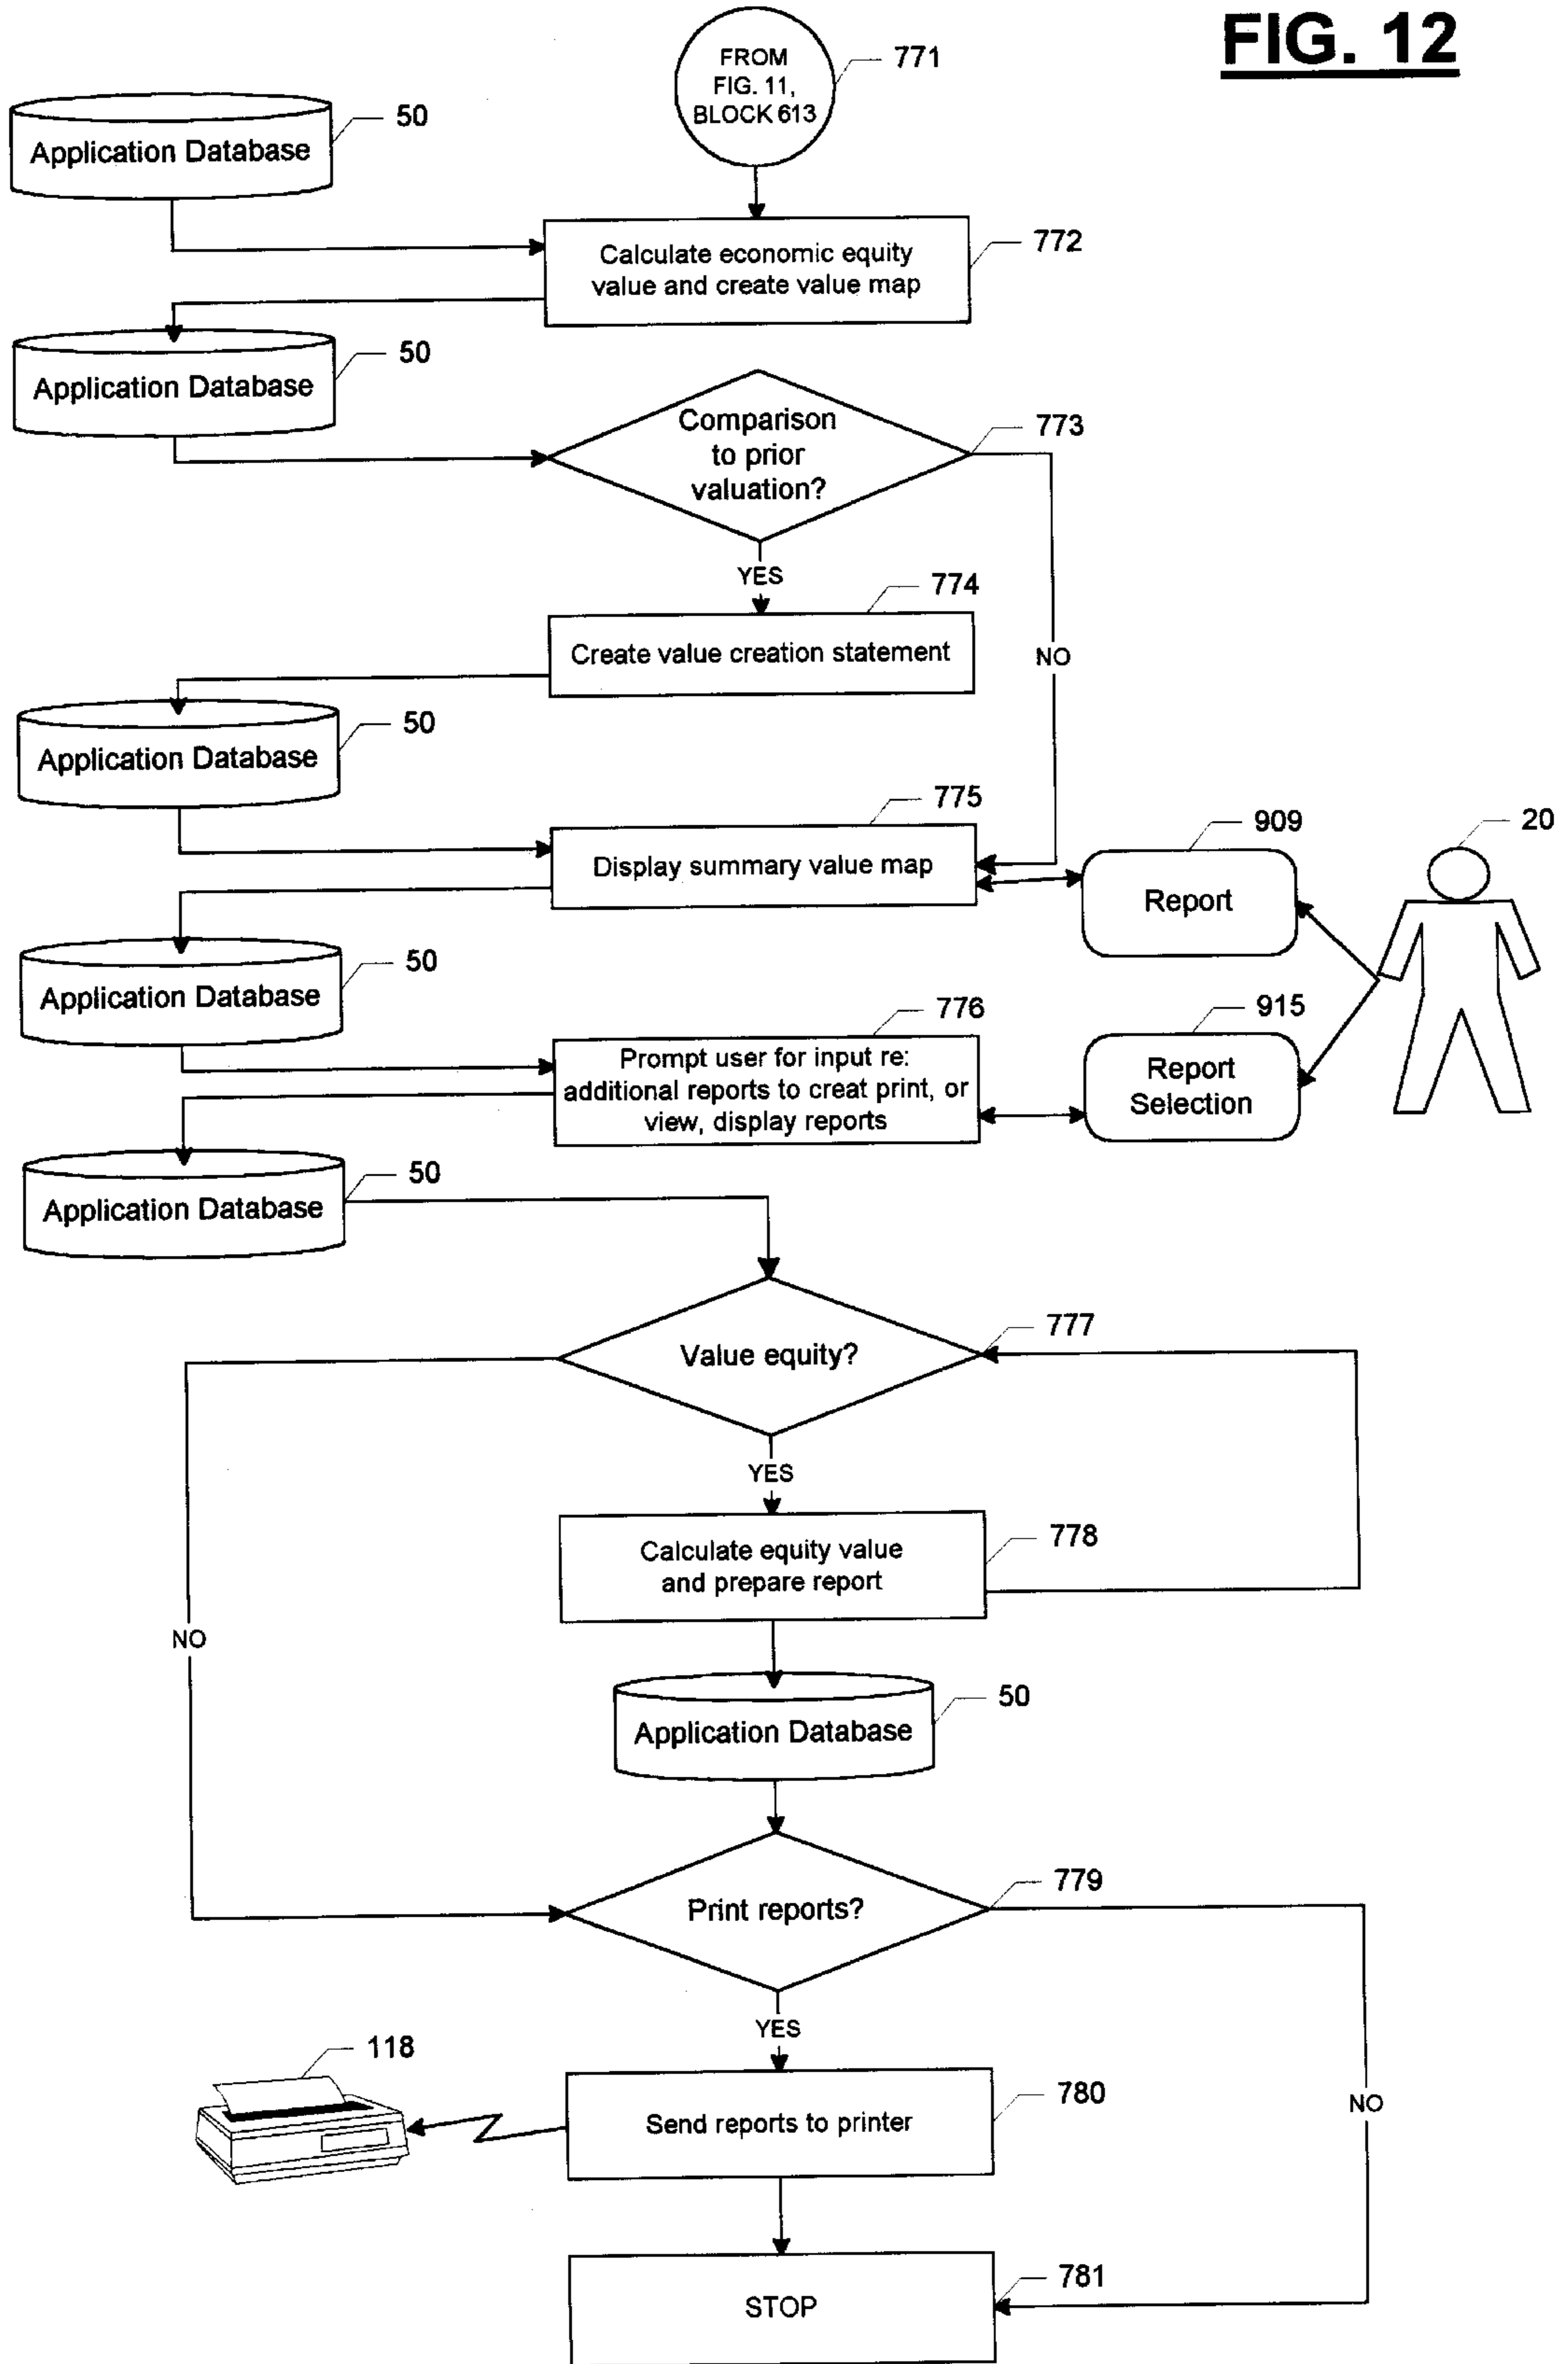 FIG. 12
FROM
FIG. 11,
BLOCK 613
771
50
Application Database
Calculate economic equity
value and create value map
772
50
Application Database
Comparison
to prior
valuation?
773
YES
774
Create value creation statement
NO
50
Application Database
775
Display summary value map
909
Report
20
50
Application Database
776
Prompt user for input re:
additional reports to creat print, or
view, display reports
915
Report
Selection
50
Application Database
777
Value equity?
YES
Calculate equity value
and prepare report
778
NO
50
Application Database
779
Print reports?
YES
118
Send reports to printer
780
NO
781
STOP